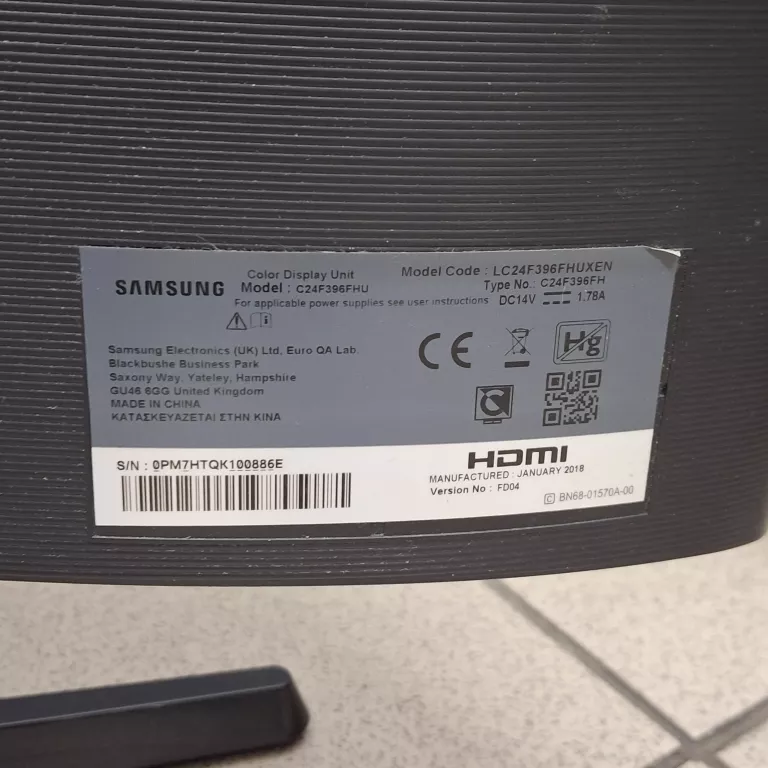 SAMSUNG
Color Display Unit
Model : C24F396FHU
Model Code : LC24F396FHUXEN
Type No.: C24F396FH
For applicable power supplies see user instructions
DC14V ⎓ 1.78A
Samsung Electronics (UK) Ltd, Euro QA Lab.
Blackbushe Business Park
Saxony Way, Yateley, Hampshire
GU46 6GG United Kingdom
MADE IN CHINA
ΚΑΤΑΣΚΕΥΑΖΕΤΑΙ ΣΤΗΝ ΚΙΝΑ
CE
Hg
S/N : 0PM7HTQK100886E
HDMI
MANUFACTURED : JANUARY 2018
Version No : FD04
C BN68-01570A-00